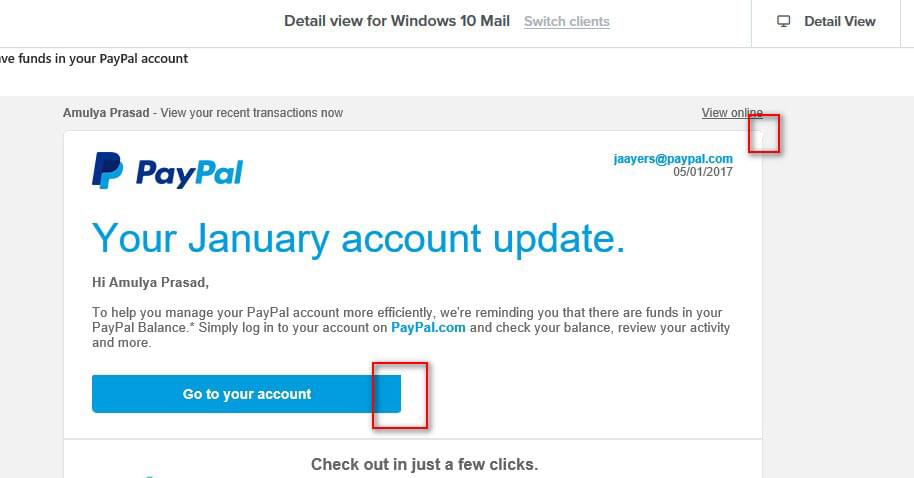 Detail view for Windows 10 Mail Switch clients Detail View
ve funds in your PayPal account
Amulya Prasad - View your recent transactions now View online
PayPal
jaayers@paypal.com
05/01/2017
Your January account update.
Hi Amulya Prasad,
To help you manage your PayPal account more efficiently, we're reminding you that there are funds in your
PayPal Balance.* Simply log in to your account on PayPal.com and check your balance, review your activity
and more.
Go to your account
Check out in just a few clicks.